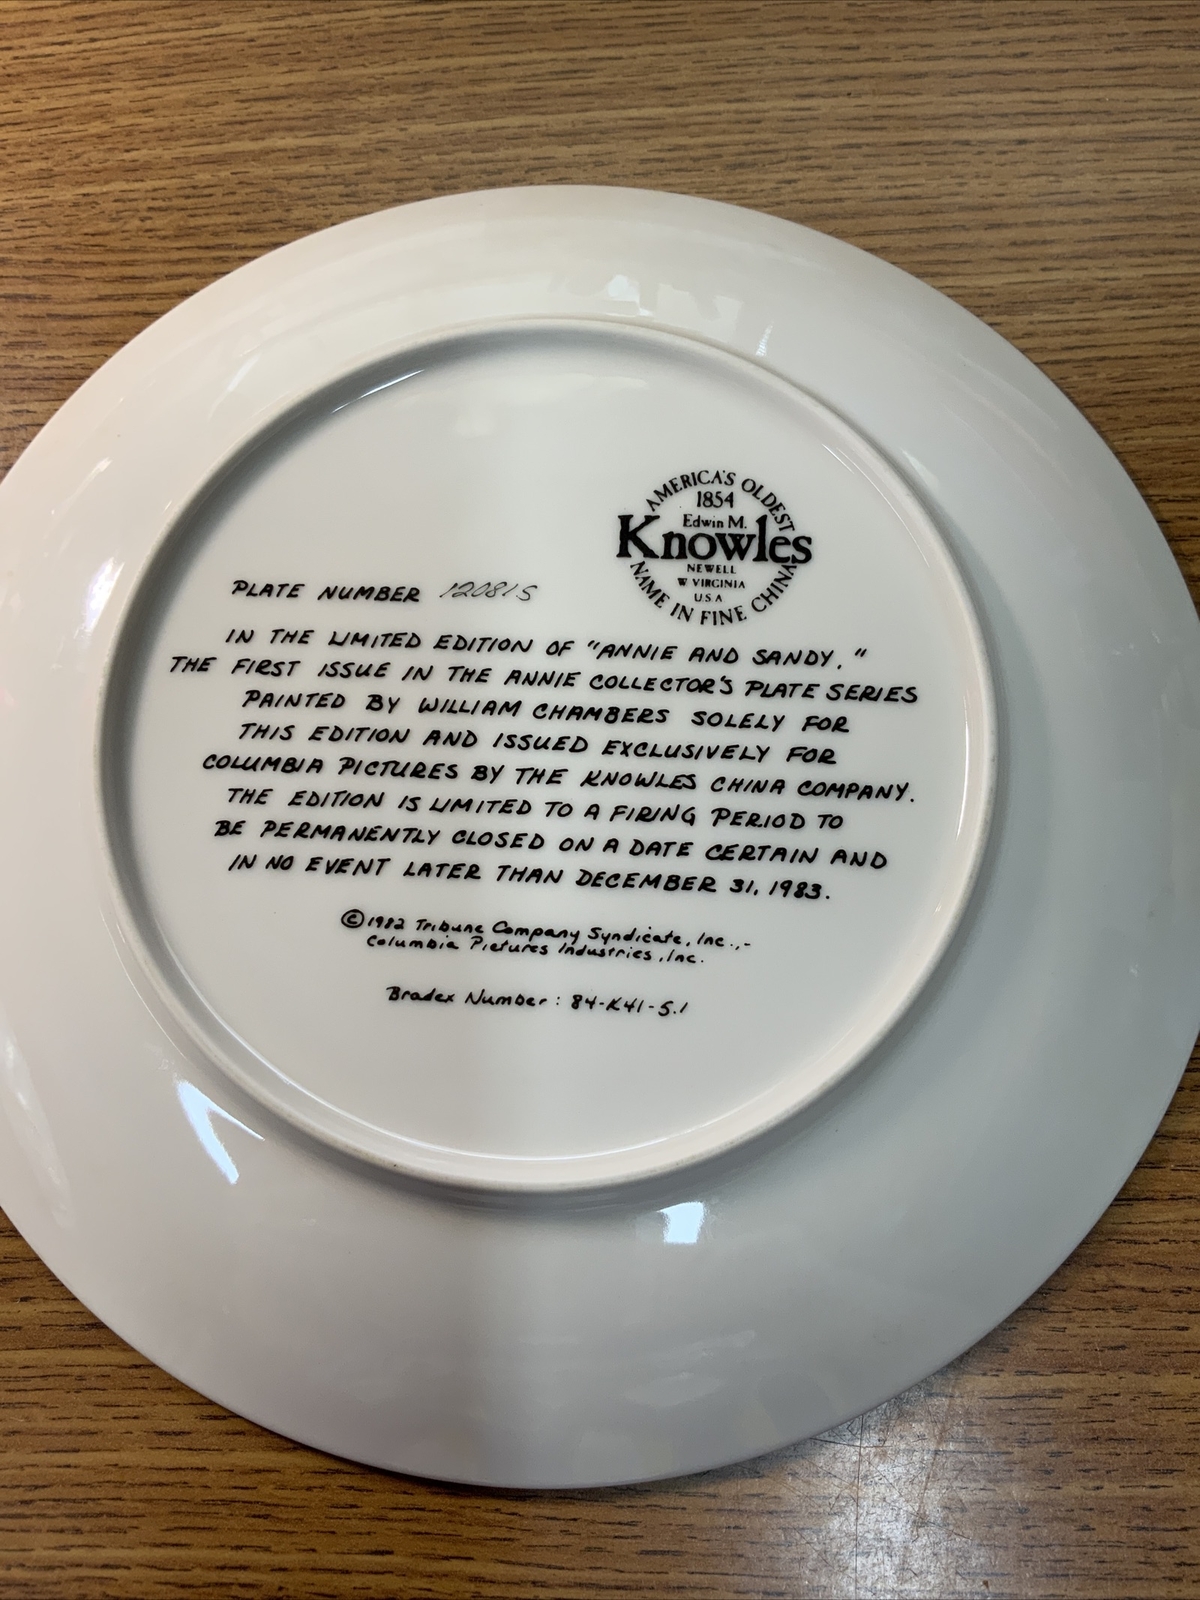 AMERICA'S OLDEST
1854
Edwin M.
Knowles
NEWELL
W VIRGINIA
USA
NAME IN FINE CHINA
PLATE NUMBER 12081S
IN THE LIMITED EDITION OF "ANNIE AND SANDY,"
THE FIRST ISSUE IN THE ANNIE COLLECTOR'S PLATE SERIES
PAINTED BY WILLIAM CHAMBERS SOLELY FOR
THIS EDITION AND ISSUED EXCLUSIVELY FOR
COLUMBIA PICTURES BY THE KNOWLES CHINA COMPANY.
THE EDITION IS LIMITED TO A FIRING PERIOD TO
BE PERMANENTLY CLOSED ON A DATE CERTAIN AND
IN NO EVENT LATER THAN DECEMBER 31, 1983.
©1982 Tribune Company Syndicate, Inc.,-
Columbia Pictures Industries, Inc.
Bradex Number: 84-K41-5.1